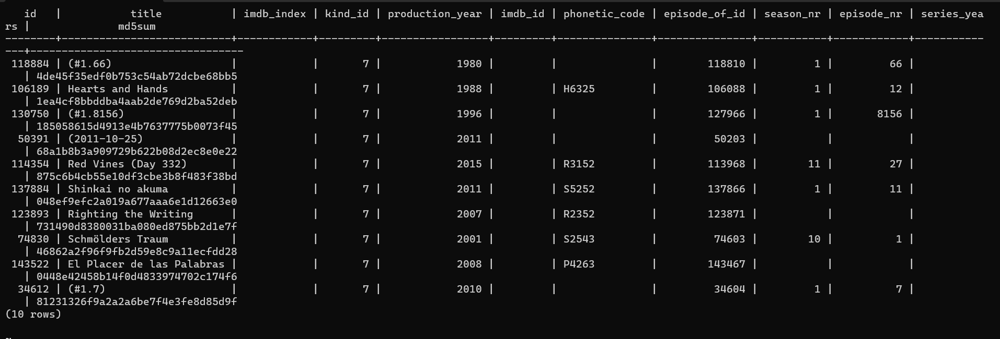 id | title | imdb_index | kind_id | production_year | imdb_id | phonetic_code | episode_of_id | season_nr | episode_nr | series_yea
rs | md5sum
--------+---------------------------+------------+---------+-----------------+---------+---------------+---------------+-----------+------------+-----------
---+----------------------------------
118884 | (#1.66) | | 7 | 1980 | | | 118810 | 1 | 66 |
| 4de45f35edf0b753c54ab72dcbe68bb5
106189 | Hearts and Hands | | 7 | 1988 | | H6325 | 106088 | 1 | 12 |
| 1ea4cf8bbddba4aab2de769d2ba52deb
130750 | (#1.8156) | | 7 | 1996 | | | 127966 | 1 | 8156 |
| 185058615d4913e4b7637775b0073f45
50391 | (2011-10-25) | | 7 | 2011 | | | 50203 | | |
| 68a1b8b3a909729b622b08d2ec8e0e22
114354 | Red Vines (Day 332) | | 7 | 2015 | | R3152 | 113968 | 11 | 27 |
| 875c6b4cb55e10df3cbe3b8f483f38bd
137884 | Shinkai no akuma | | 7 | 2011 | | S5252 | 137866 | 1 | 11 |
| 048ef9efc2a019a677aaa6e1d12663e0
123893 | Righting the Writing | | 7 | 2007 | | R2352 | 123871 | | |
| 731490d8380031ba080ed875bb2d1e7f
74830 | Schmölders Traum | | 7 | 2001 | | S2543 | 74603 | 10 | 1 |
| 46862a2f96f9fb2d59e8c9a11ecfdd28
143522 | El Placer de las Palabras | | 7 | 2008 | | P4263 | 143467 | | |
| 0448e42458b14f0d4833974702c174f6
34612 | (#1.7) | | 7 | 2010 | | | 34604 | 1 | 7 |
| 81231326f9a2a2a6be7f4e3fe8d85d9f
(10 rows)